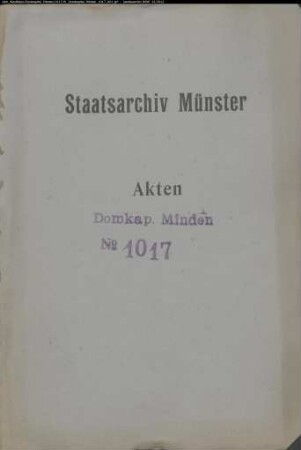 Staatsarchiv Münster
Akten
Domkap. Minden
№ 1017